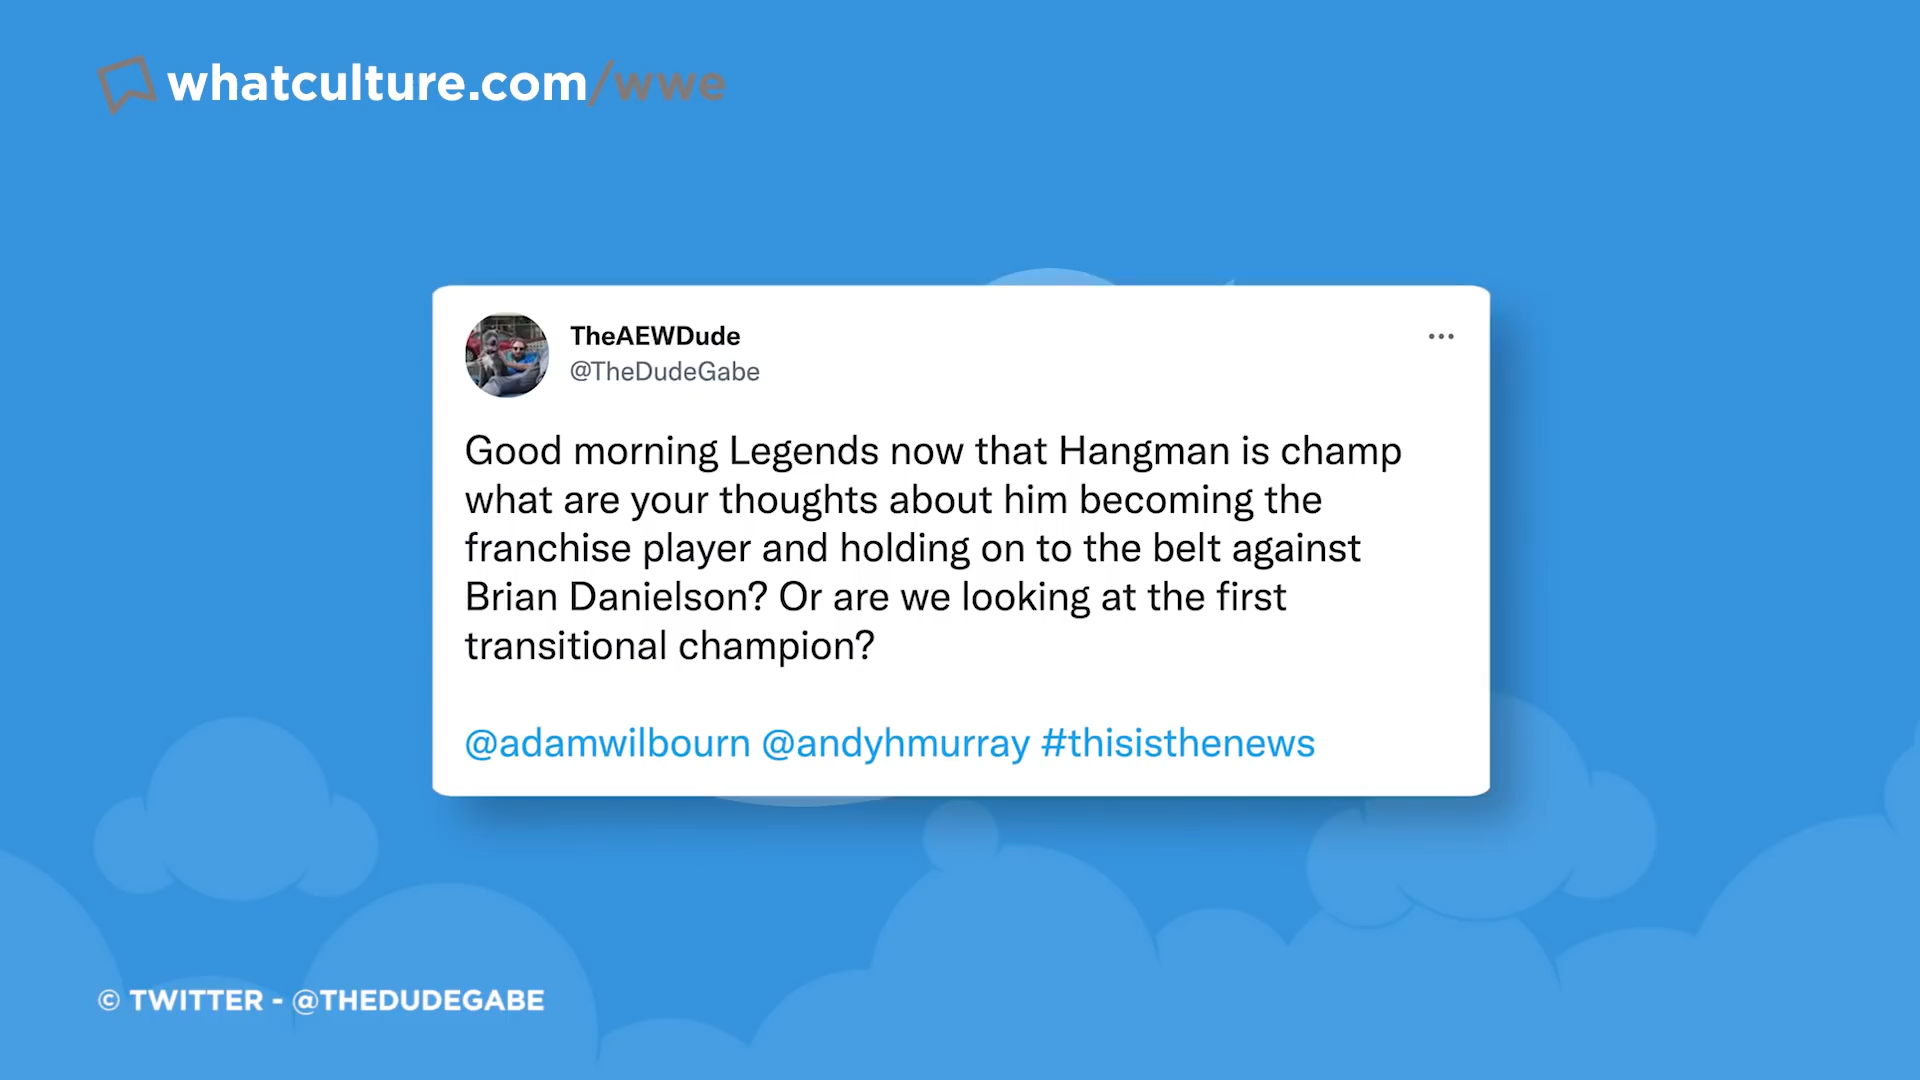 whatculture.com/wwe
TheAEWDude
@TheDudeGabe
Good morning Legends now that Hangman is champ
what are your thoughts about him becoming the
franchise player and holding on to the belt against
Brian Danielson? Or are we looking at the first
transitional champion?
@adamwilbourn @andyhmurray #thisisthenews
© TWITTER - @THEDUDEGABE